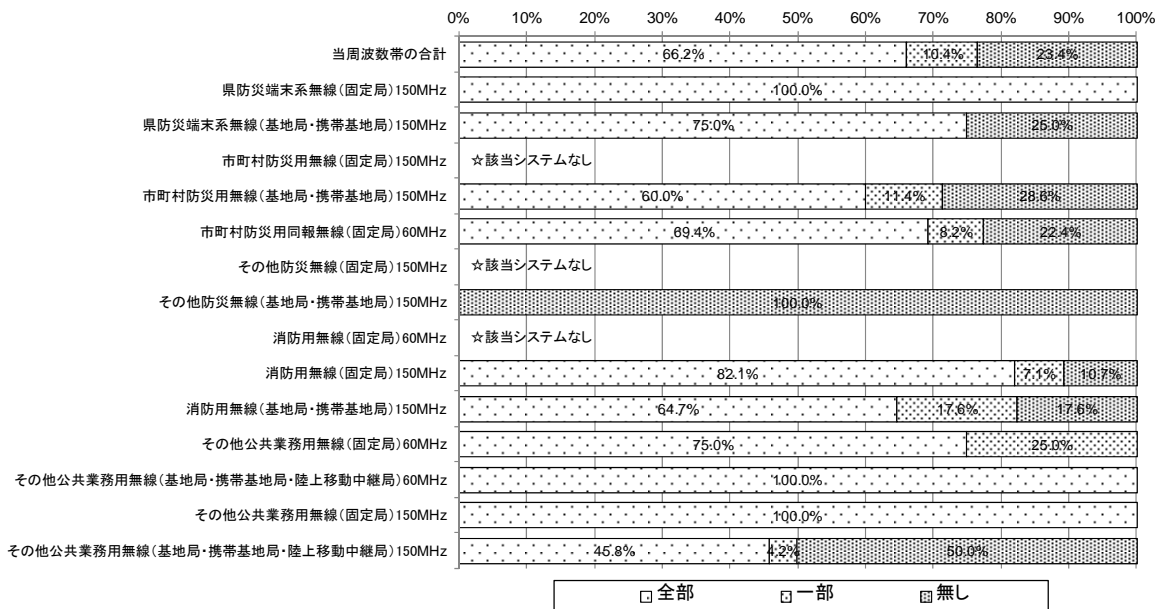 0% 10% 20% 30% 40% 50% 60% 70% 80% 90% 100%
当周波数帯の合計 66.2% 10.4% 23.4%
県防災端末系無線(固定局)150MHz 100.0%
県防災端末系無線(基地局・携帯基地局)150MHz 75.0% 25.0%
市町村防災用無線(固定局)150MHz ☆該当システムなし
市町村防災用無線(基地局・携帯基地局)150MHz 60.0% 11.4% 28.6%
市町村防災用同報無線(固定局)60MHz 69.4% 8.2% 22.4%
その他防災無線(固定局)150MHz ☆該当システムなし
その他防災無線(基地局・携帯基地局)150MHz 100.0%
消防用無線(固定局)60MHz ☆該当システムなし
消防用無線(固定局)150MHz 82.1% 7.1% 10.7%
消防用無線(基地局・携帯基地局)150MHz 64.7% 17.6% 17.6%
その他公共業務用無線(固定局)60MHz 75.0% 25.0%
その他公共業務用無線(基地局・携帯基地局・陸上移動中継局)60MHz 100.0%
その他公共業務用無線(固定局)150MHz 100.0%
その他公共業務用無線(基地局・携帯基地局・陸上移動中継局)150MHz 45.8% 4.2% 50.0%
全部 一部 無し